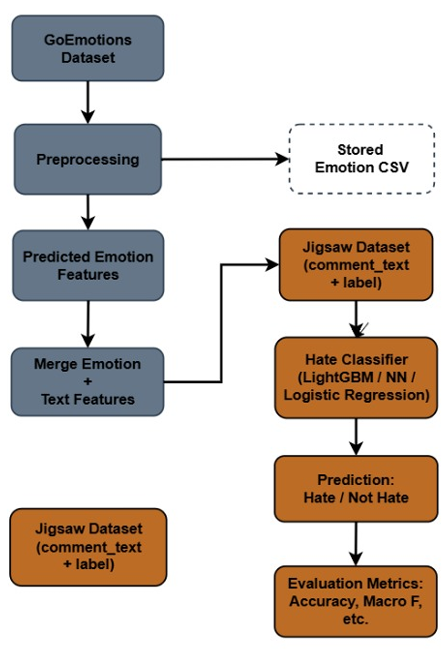 GoEmotions
Dataset
Preprocessing
Stored
Emotion CSV
Predicted Emotion
Features
Jigsaw Dataset
(comment_text
+ label)
Merge Emotion
+
Text Features
Hate Classifier
(LightGBM / NN /
Logistic Regression)
Prediction:
Hate / Not Hate
Jigsaw Dataset
(comment_text
+ label)
Evaluation Metrics:
Accuracy, Macro F,
etc.